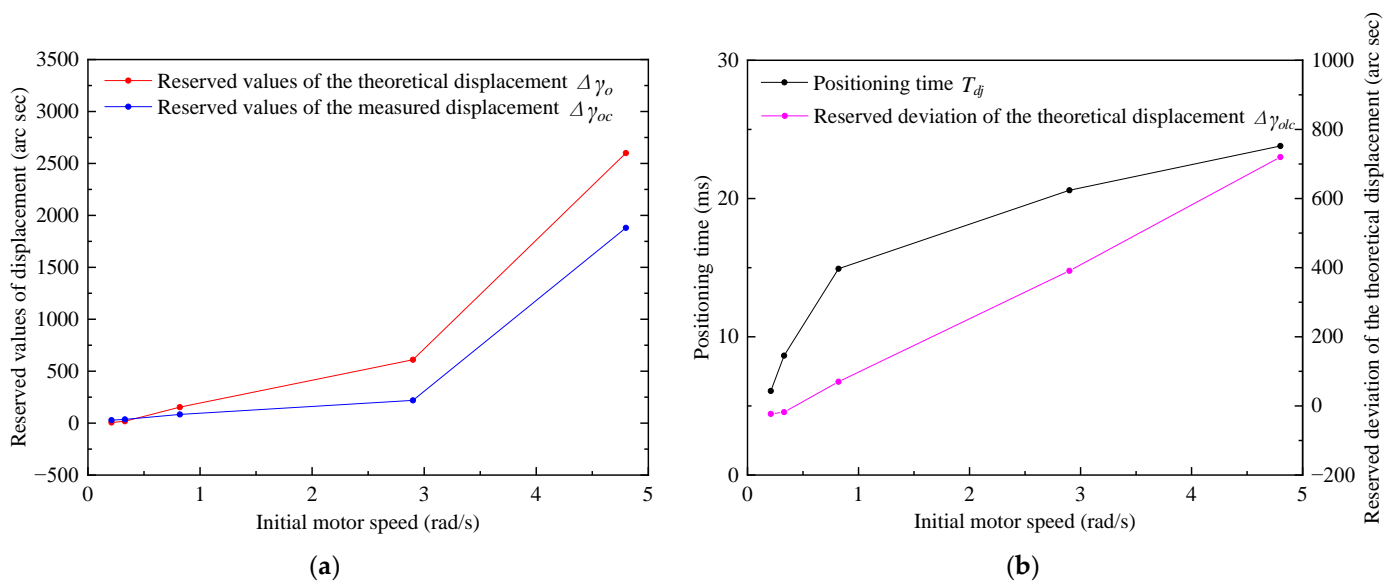 3500
3000
2500
2000
1500
1000
500
0
−500
0 1 2 3 4 5
Reserved values of displacement (arc sec)
Initial motor speed (rad/s)
Reserved values of the theoretical displacement Δγo
Reserved values of the measured displacement Δγoc
(a)
30
20
10
0
Positioning time (ms)
Positioning time Tdj
Reserved deviation of the theoretical displacement Δγolc
0 1 2 3 4 5
Initial motor speed (rad/s)
1000
800
600
400
200
0
−200
Reserved deviation of the theoretical displacement (arc sec)
(b)